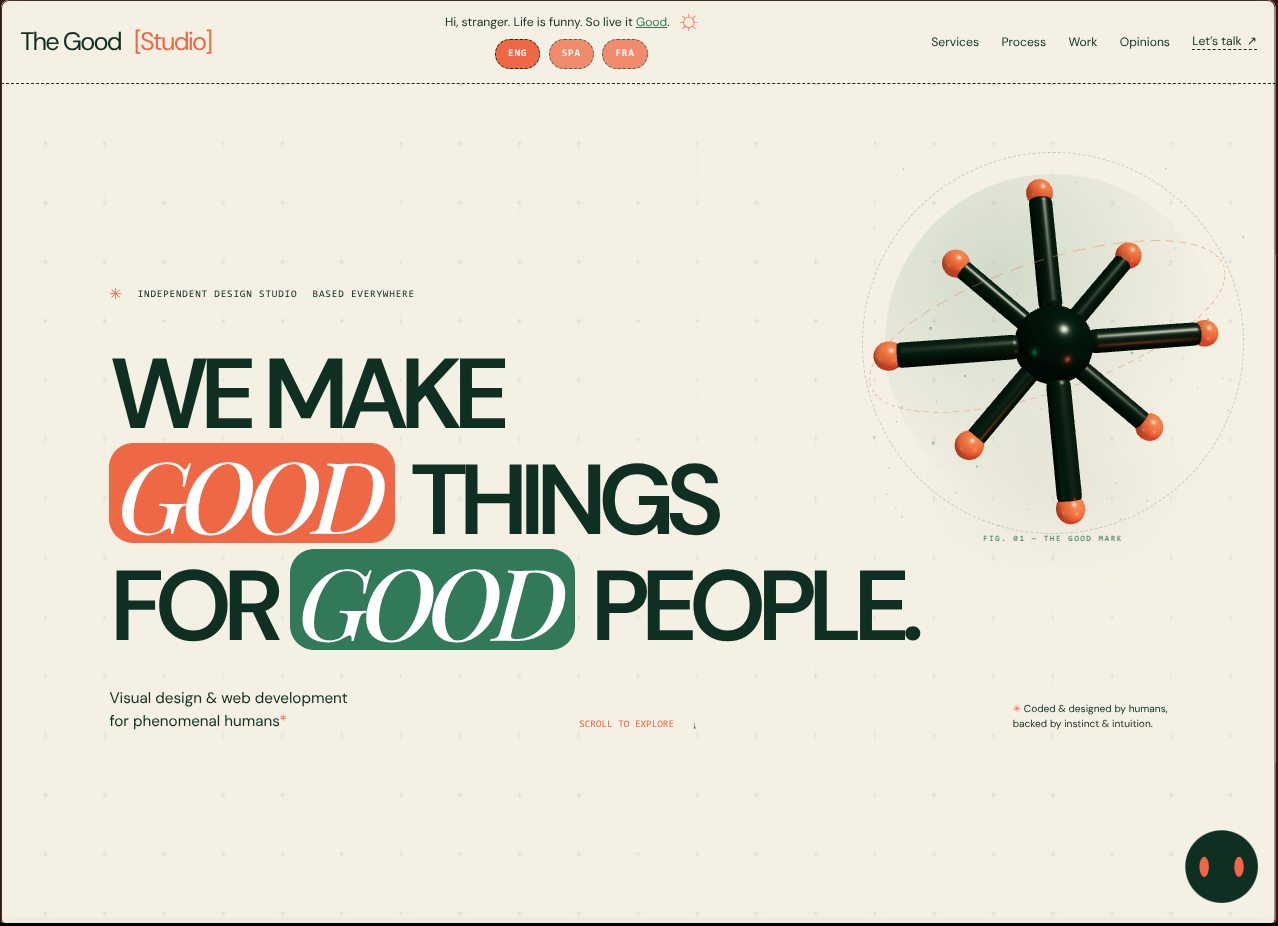 The Good [Studio]
Hi, stranger. Life is funny. So live it Good.
ENG SPA FRA
Services Process Work Opinions Let's talk ↗
✳ INDEPENDENT DESIGN STUDIO BASED EVERYWHERE
WE MAKE
GOOD THINGS
FOR GOOD PEOPLE.
FIG. 01 — THE GOOD MARK
Visual design & web development
for phenomenal humans*
SCROLL TO EXPLORE ↓
✳ Coded & designed by humans,
backed by instinct & intuition.